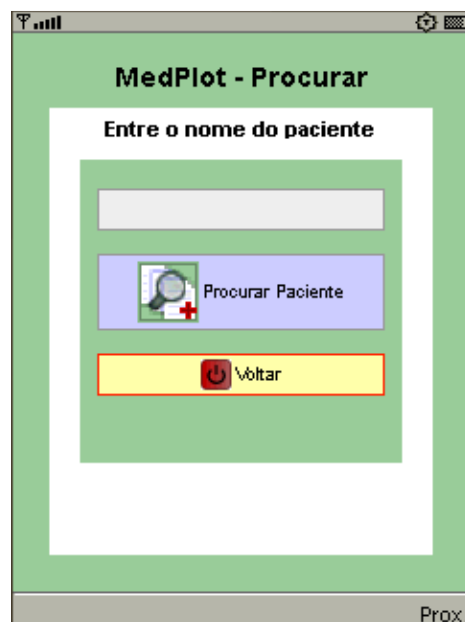 MedPlot - Procurar
Entre o nome do paciente
Procurar Paciente
Voltar
Prox